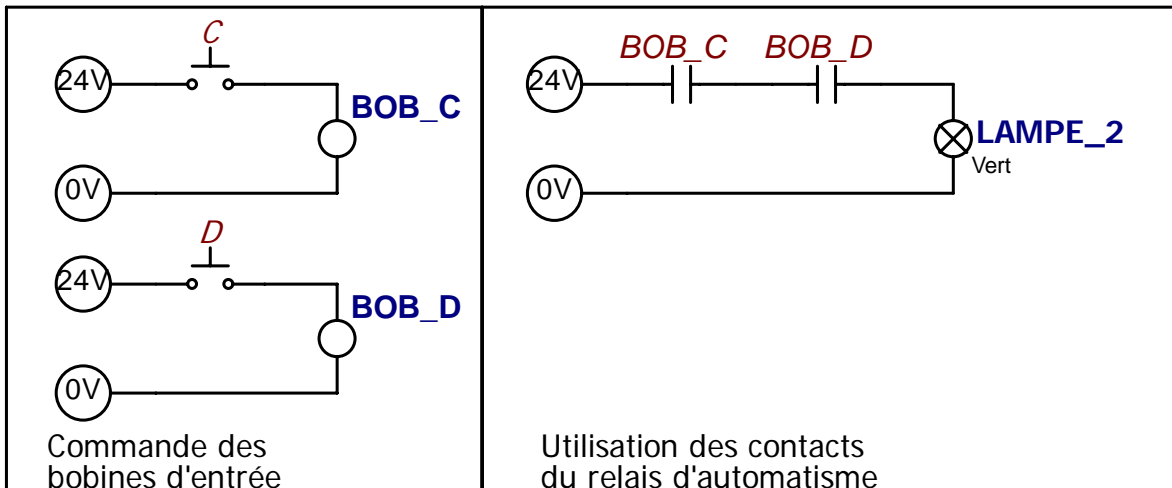 C
24V
BOB_C
0V
D
24V
BOB_D
0V
Commande des
bobines d'entrée
BOB_C BOB_D
24V
LAMPE_2
Vert
0V
Utilisation des contacts
du relais d'automatisme